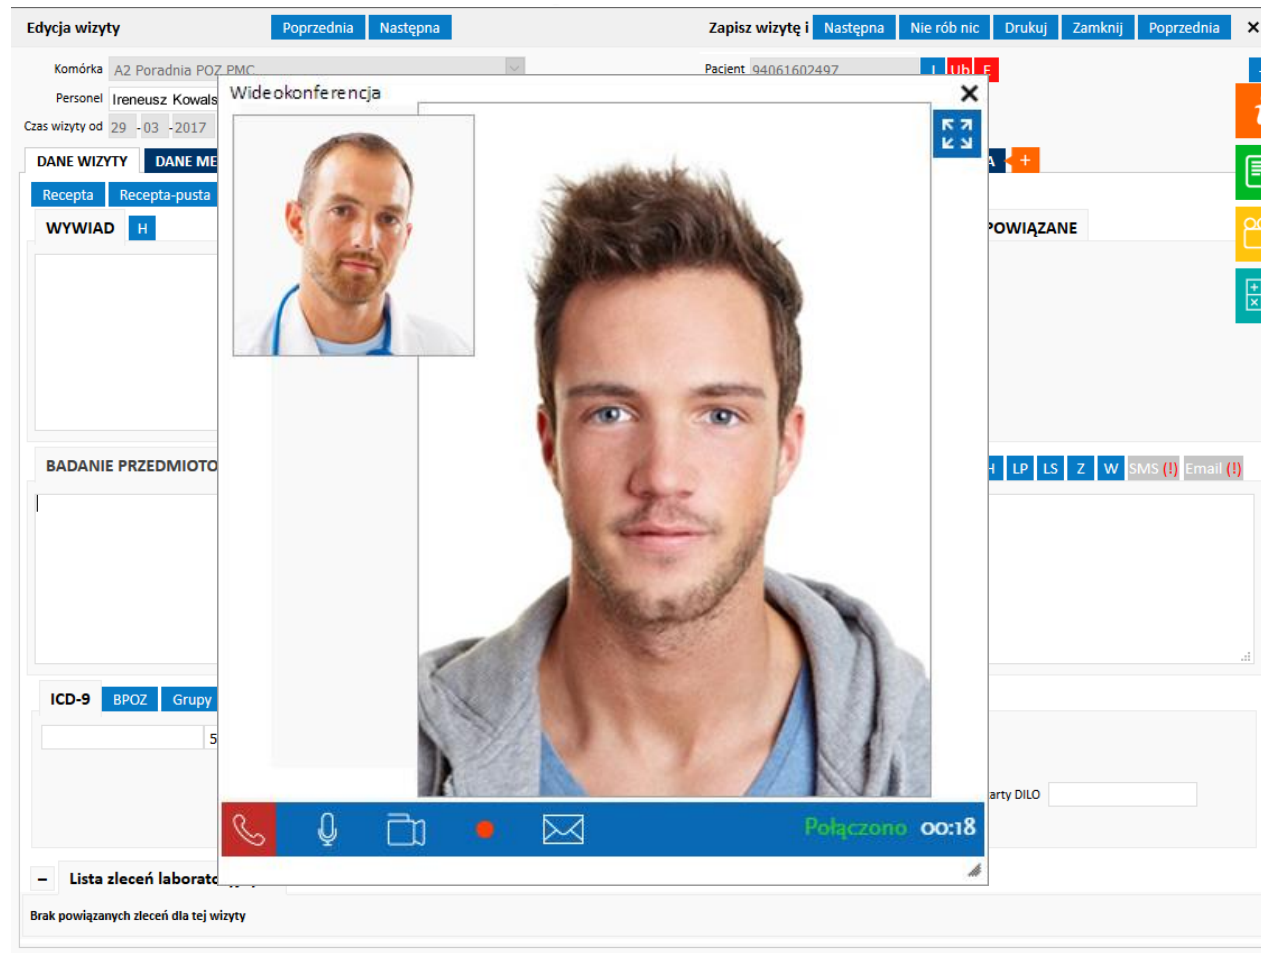 Edycja wizyty Poprzednia Następna Zapisz wizytę i Następna Nie rób nic Drukuj Zamknij Poprzednia
Komórka A2 Poradnia POZ PMC Pacjent 94061602497 I Ub E
Personel Ireneusz Kowals
Czas wizyty od 29 -03 -2017
Wideokonferencja
DANE WIZYTY DANE ME A +
Recepta Recepta-pusta
WYWIAD H POWIĄZANE
BADANIE PRZEDMIOTO H LP LS Z W SMS (!) Email (!)
ICD-9 BPOZ Grupy
5
arty DILO
Połączono 00:18
Lista zleceń laborato
Brak powiązanych zleceń dla tej wizyty